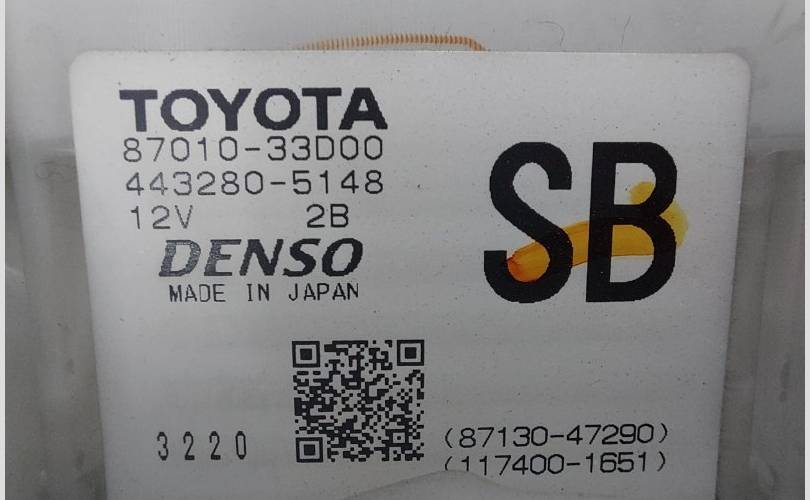 TOYOTA
87010-33D00
443280-5148
12V 2B
DENSO
MADE IN JAPAN
SB
3220
(87130-47290)
(117400-1651)